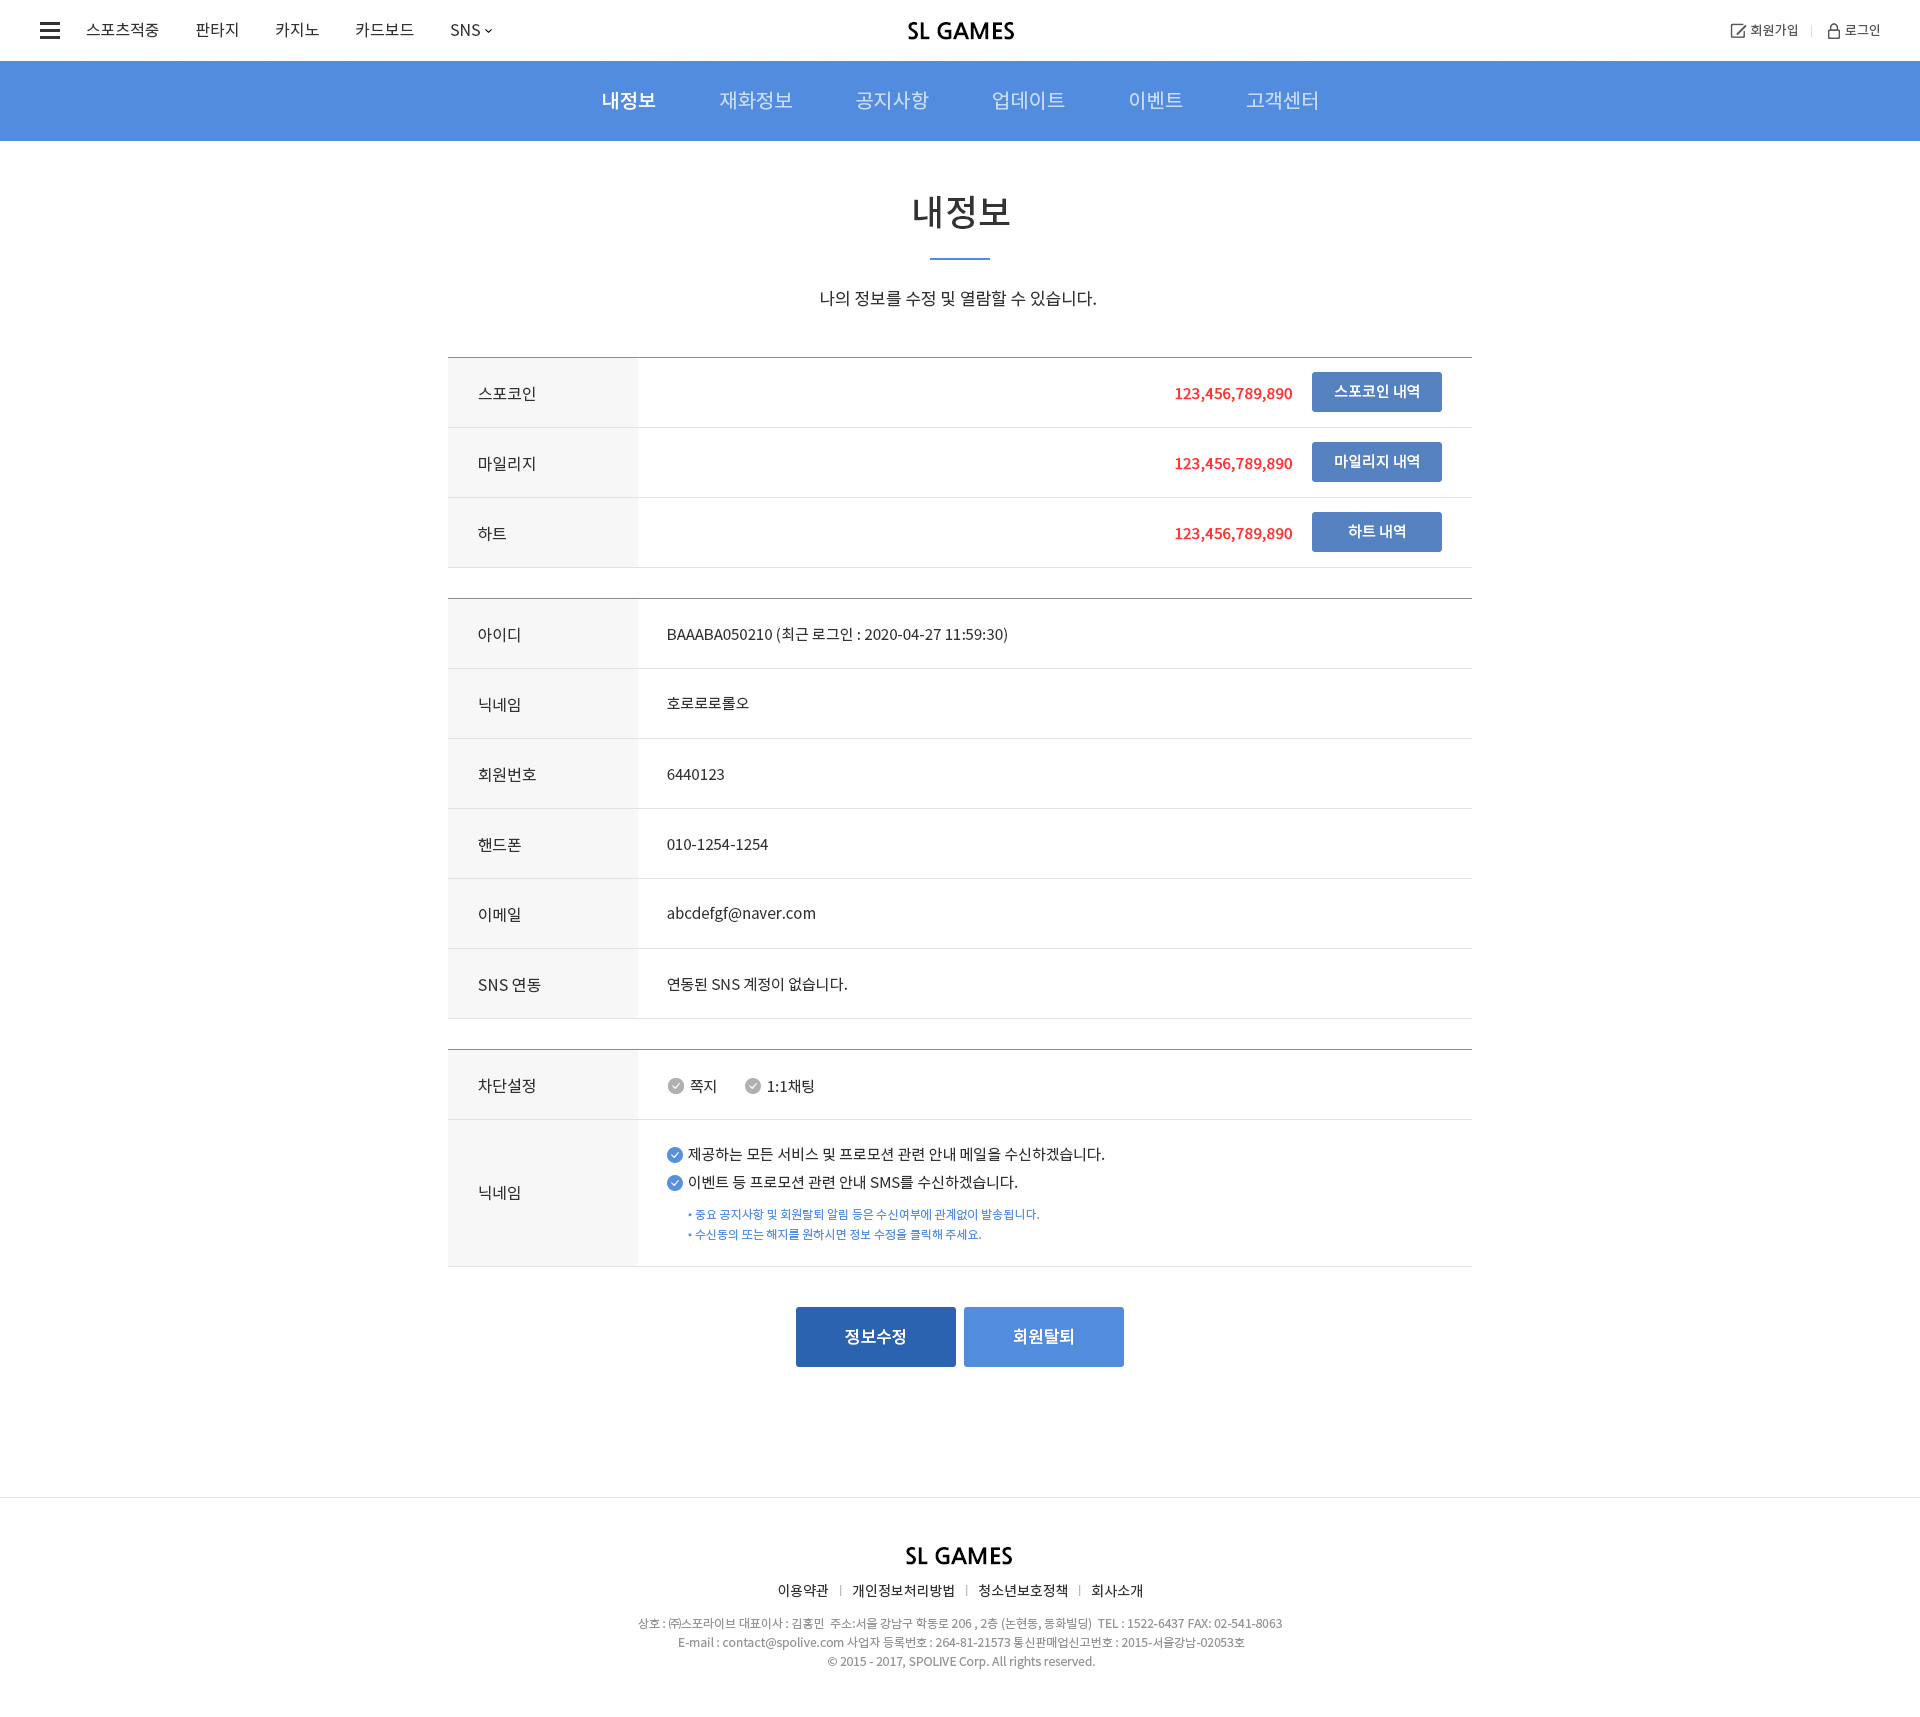 스포츠적중 판타지 카지노 카드보드 SNS
SL GAMES
회원가입 로그인
내정보 재화정보 공지사항 업데이트 이벤트 고객센터
내정보
나의 정보를 수정 및 열람할 수 있습니다.
스포코인 123,456,789,890 스포코인 내역
마일리지 123,456,789,890 마일리지 내역
하트 123,456,789,890 하트 내역
아이디 BAAABA050210 (최근 로그인 : 2020-04-27 11:59:30)
닉네임 호로로로롤오
회원번호 6440123
핸드폰 010-1254-1254
이메일 abcdefgf@naver.com
SNS 연동 연동된 SNS 계정이 없습니다.
차단설정 쪽지 1:1채팅
닉네임
제공하는 모든 서비스 및 프로모션 관련 안내 메일을 수신하겠습니다.
이벤트 등 프로모션 관련 안내 SMS를 수신하겠습니다.
• 중요 공지사항 및 회원탈퇴 알림 등은 수신여부에 관계없이 발송됩니다.
• 수신동의 또는 해지를 원하시면 정보 수정을 클릭해 주세요.
정보수정 회원탈퇴
SL GAMES
이용약관 | 개인정보처리방법 | 청소년보호정책 | 회사소개
상호 : ㈜스포라이브 대표이사 : 김홍민 주소:서울 강남구 학동로 206 , 2층 (논현동, 동화빌딩) TEL : 1522-6437 FAX: 02-541-8063
E-mail : contact@spolive.com 사업자 등록번호 : 264-81-21573 통신판매업신고번호 : 2015-서울강남-02053호
© 2015 - 2017, SPOLIVE Corp. All rights reserved.